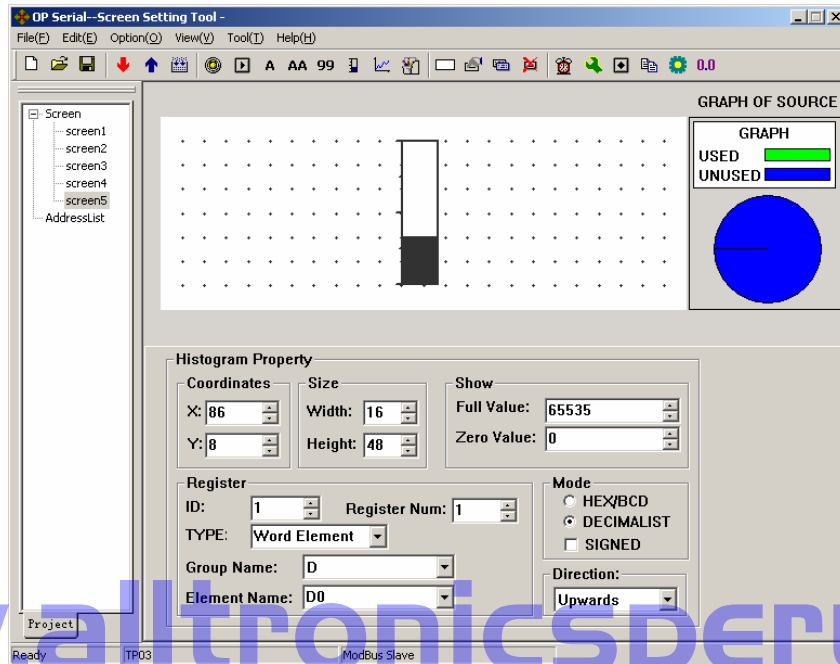 OP Serial--Screen Setting Tool -
File(F) Edit(E) Option(O) View(V) Tool(T) Help(H)
A AA 99 0.0
Screen
screen1
screen2
screen3
screen4
screen5
AddressList
GRAPH OF SOURCE
GRAPH
USED
UNUSED
Histogram Property
Coordinates
X: 86
Y: 8
Size
Width: 16
Height: 48
Show
Full Value: 65535
Zero Value: 0
Register
ID: 1
Register Num: 1
TYPE: Word Element
Group Name: D
Element Name: D0
Mode
HEX/BCD
DECIMALIST
SIGNED
Direction:
Upwards
Project
Ready TP03 ModBus Slave